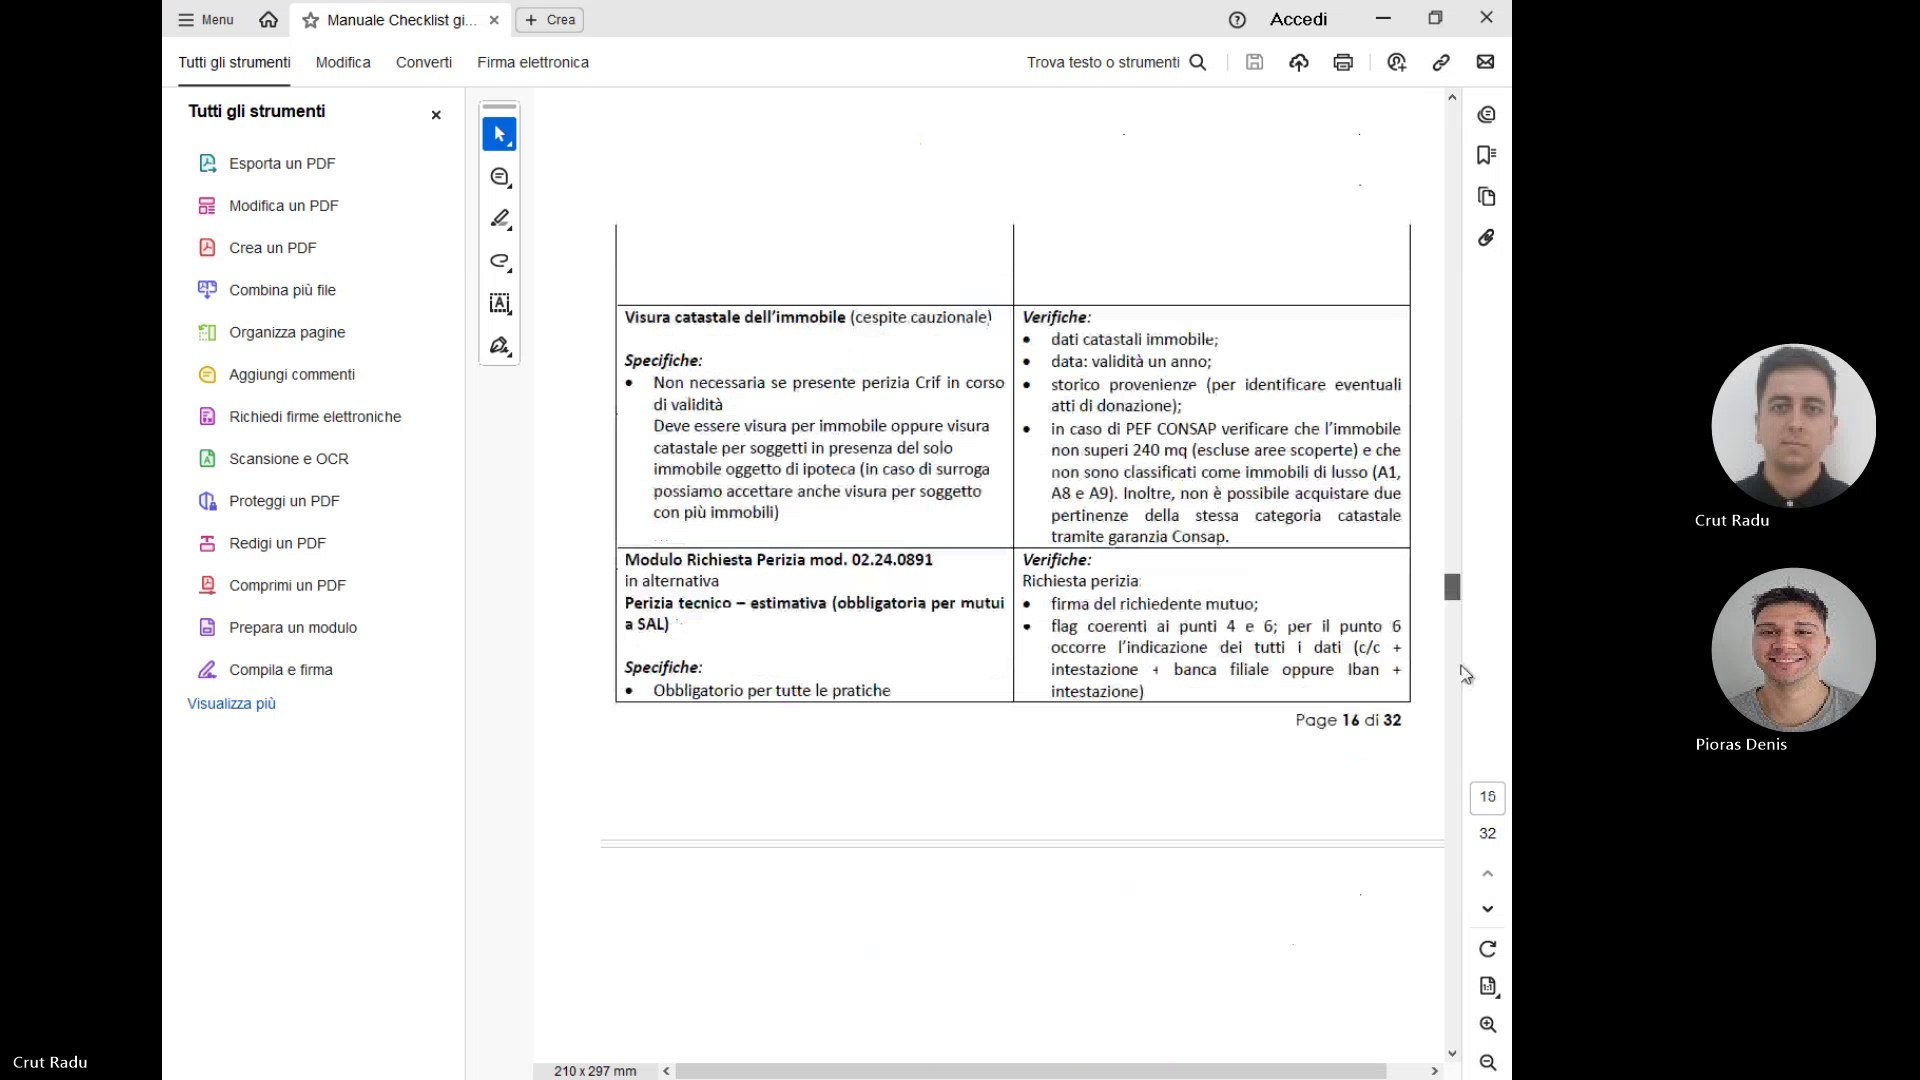 Menu
Manuale Checklist gi...
Crea
Accedi
Tutti gli strumenti
Modifica
Converti
Firma elettronica
Trova testo o strumenti
Tutti gli strumenti
Esporta un PDF
Modifica un PDF
Crea un PDF
Combina più file
Organizza pagine
Aggiungi commenti
Richiedi firme elettroniche
Scansione e OCR
Proteggi un PDF
Redigi un PDF
Comprimi un PDF
Prepara un modulo
Compila e firma
Visualizza più
Visura catastale dell'immobile (cespite cauzionale)
Specifiche:
• Non necessaria se presente perizia Crif in corso
di validità
Deve essere visura per immobile oppure visura
catastale per soggetti in presenza del solo
immobile oggetto di ipoteca (in caso di surroga
possiamo accettare anche visura per soggetto
con più immobili)
Verifiche:
• dati catastali immobile;
• data: validità un anno;
• storico provenienze (per identificare eventuali
atti di donazione);
• in caso di PEF CONSAP verificare che l'immobile
non superi 240 mq (escluse aree scoperte) e che
non sono classificati come immobili di lusso (A1,
A8 e A9). Inoltre, non è possibile acquistare due
pertinenze della stessa categoria catastale
tramite garanzia Consap.
Modulo Richiesta Perizia mod. 02.24.0891
in alternativa
Perizia tecnico – estimativa (obbligatoria per mutui
a SAL)
Specifiche:
• Obbligatorio per tutte le pratiche
Verifiche:
Richiesta perizia:
• firma del richiedente mutuo;
• flag coerenti ai punti 4 e 6; per il punto 6
occorre l'indicazione dei tutti i dati (c/c +
intestazione + banca filiale oppure Iban +
intestazione)
Page 16 di 32
16
32
210 x 297 mm
Crut Radu
Pioras Denis
Crut Radu